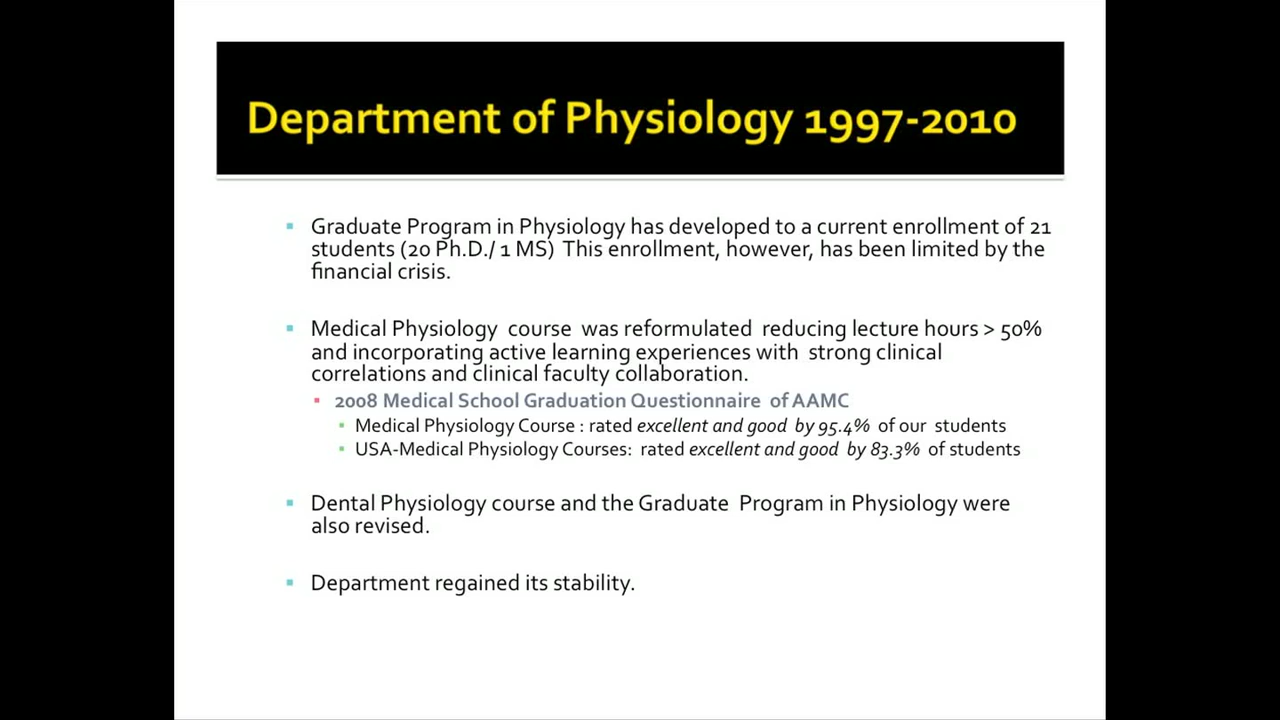 Department of Physiology 1997-2010
Graduate Program in Physiology has developed to a current enrollment of 21
students (20 Ph.D./ 1 MS) This enrollment, however, has been limited by the
financial crisis.
Medical Physiology course was reformulated reducing lecture hours > 50%
and incorporating active learning experiences with strong clinical
correlations and clinical faculty collaboration.
2008 Medical School Graduation Questionnaire of AAMC
Medical Physiology Course : rated excellent and good by 95.4% of our students
USA-Medical Physiology Courses: rated excellent and good by 83.3% of students
Dental Physiology course and the Graduate Program in Physiology were
also revised.
Department regained its stability.